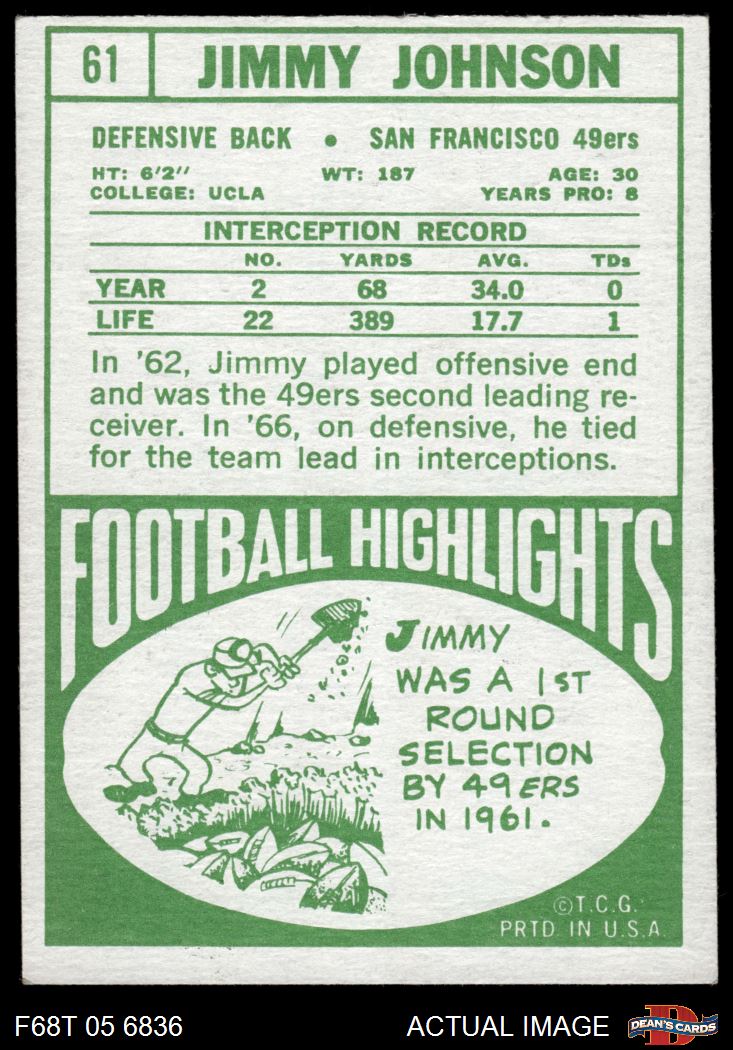 61 JIMMY JOHNSON
DEFENSIVE BACK • SAN FRANCISCO 49ers
HT: 6'2" WT: 187 AGE: 30
COLLEGE: UCLA YEARS PRO: 8
INTERCEPTION RECORD
NO. YARDS AVG. TDs
YEAR 2 68 34.0 0
LIFE 22 389 17.7 1
In '62, Jimmy played offensive end
and was the 49ers second leading re-
ceiver. In '66, on defensive, he tied
for the team lead in interceptions.
FOOTBALL HIGHLIGHTS
JIMMY
WAS A 1ST
ROUND
SELECTION
BY 49ERS
IN 1961.
©T.C.G.
PRTD. IN U.S.A.
F68T 05 6836 ACTUAL IMAGE DEAN'S CARDS